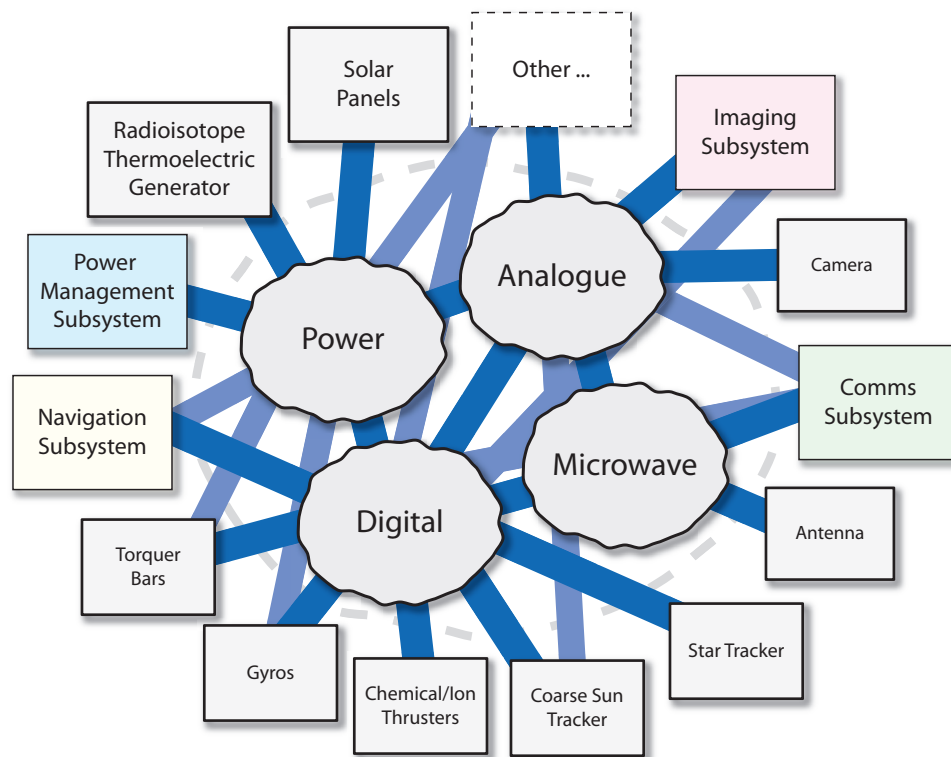 Solar
Panels
Other ...
Imaging
Subsystem
Radioisotope
Thermoelectric
Generator
Power
Management
Subsystem
Analogue
Camera
Power
Navigation
Subsystem
Comms
Subsystem
Microwave
Digital
Antenna
Torquer
Bars
Star Tracker
Gyros
Chemical/Ion
Thrusters
Coarse Sun
Tracker